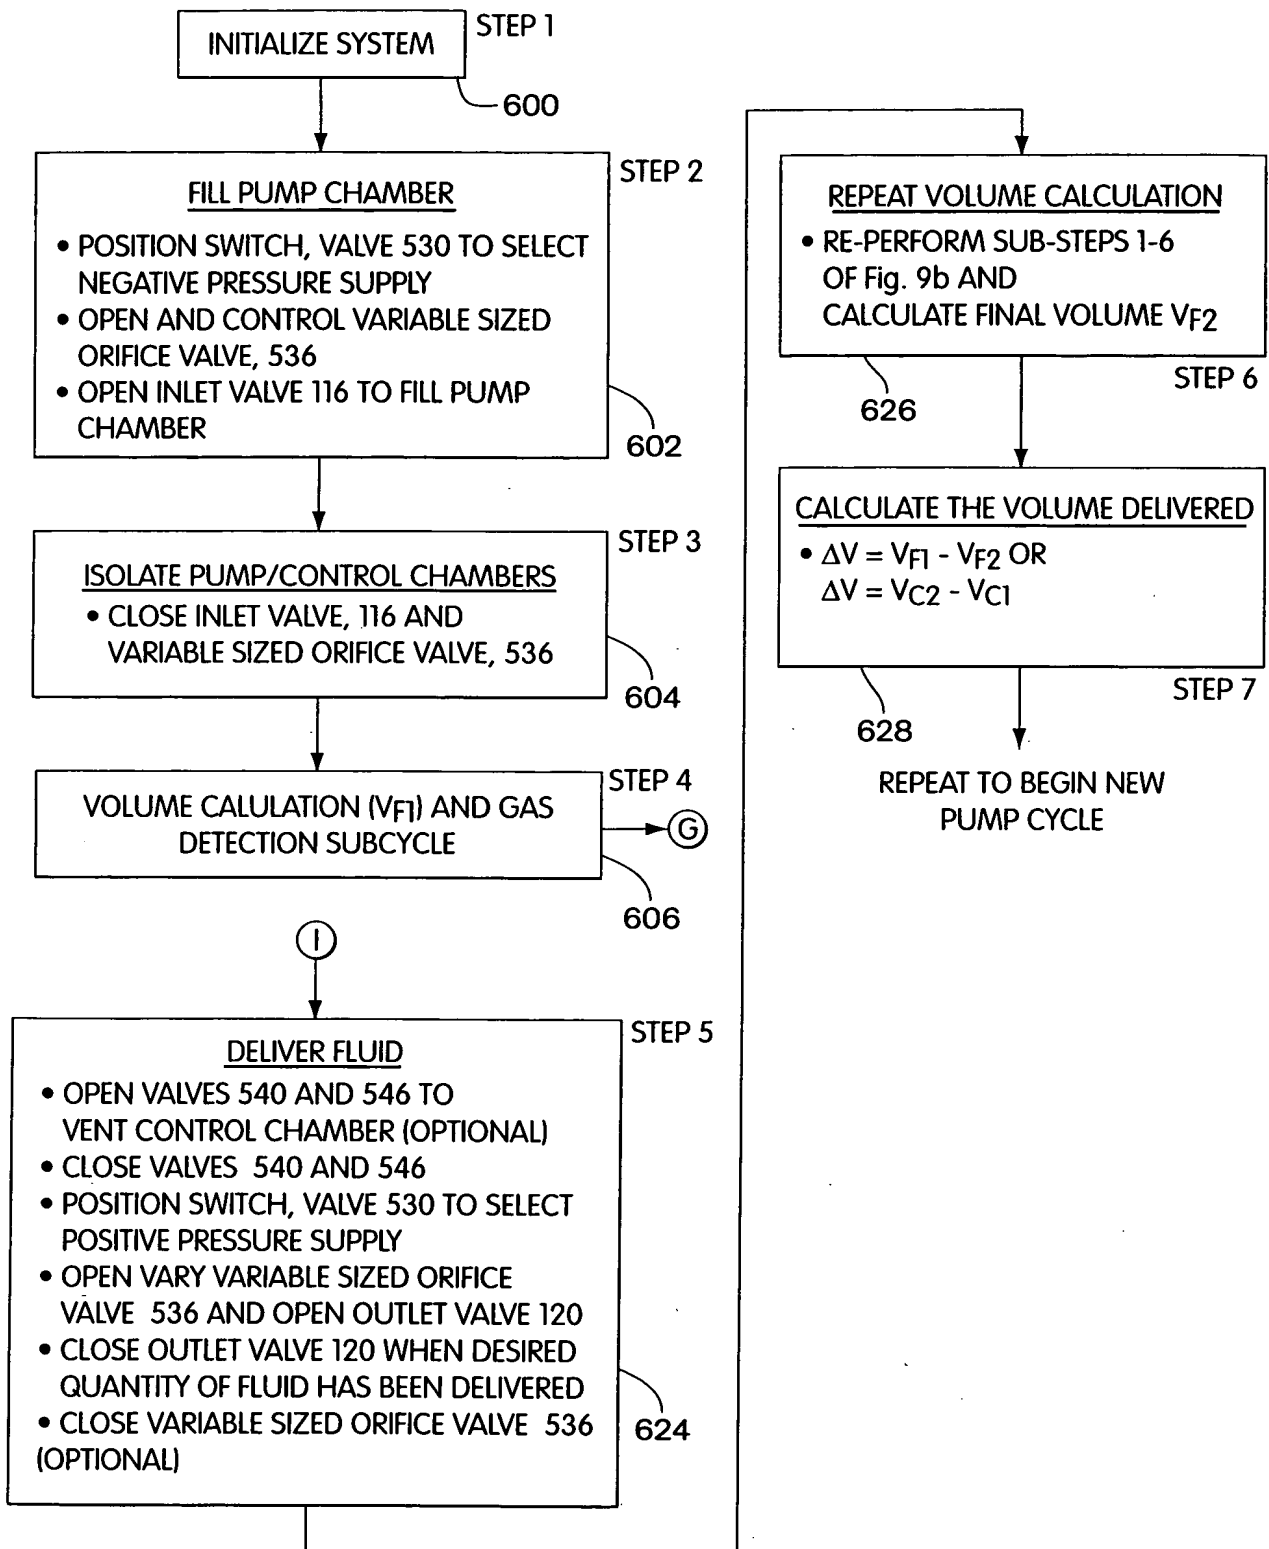 INITIALIZE SYSTEM
STEP 1
600
STEP 2
FILL PUMP CHAMBER
• POSITION SWITCH, VALVE 530 TO SELECT
NEGATIVE PRESSURE SUPPLY
• OPEN AND CONTROL VARIABLE SIZED
ORIFICE VALVE, 536
• OPEN INLET VALVE 116 TO FILL PUMP
CHAMBER
602
STEP 3
ISOLATE PUMP/CONTROL CHAMBERS
• CLOSE INLET VALVE, 116 AND
VARIABLE SIZED ORIFICE VALVE, 536
604
STEP 4
VOLUME CALULATION (VF1) AND GAS
DETECTION SUBCYCLE
G
606
I
STEP 5
DELIVER FLUID
• OPEN VALVES 540 AND 546 TO
VENT CONTROL CHAMBER (OPTIONAL)
• CLOSE VALVES 540 AND 546
• POSITION SWITCH, VALVE 530 TO SELECT
POSITIVE PRESSURE SUPPLY
• OPEN VARY VARIABLE SIZED ORIFICE
VALVE 536 AND OPEN OUTLET VALVE 120
• CLOSE OUTLET VALVE 120 WHEN DESIRED
QUANTITY OF FLUID HAS BEEN DELIVERED
• CLOSE VARIABLE SIZED ORIFICE VALVE 536
(OPTIONAL)
624
REPEAT VOLUME CALCULATION
• RE-PERFORM SUB-STEPS 1-6
OF Fig. 9b AND
CALCULATE FINAL VOLUME VF2
STEP 6
626
CALCULATE THE VOLUME DELIVERED
• ΔV = VF1 - VF2 OR
ΔV = VC2 - VC1
STEP 7
628
REPEAT TO BEGIN NEW
PUMP CYCLE